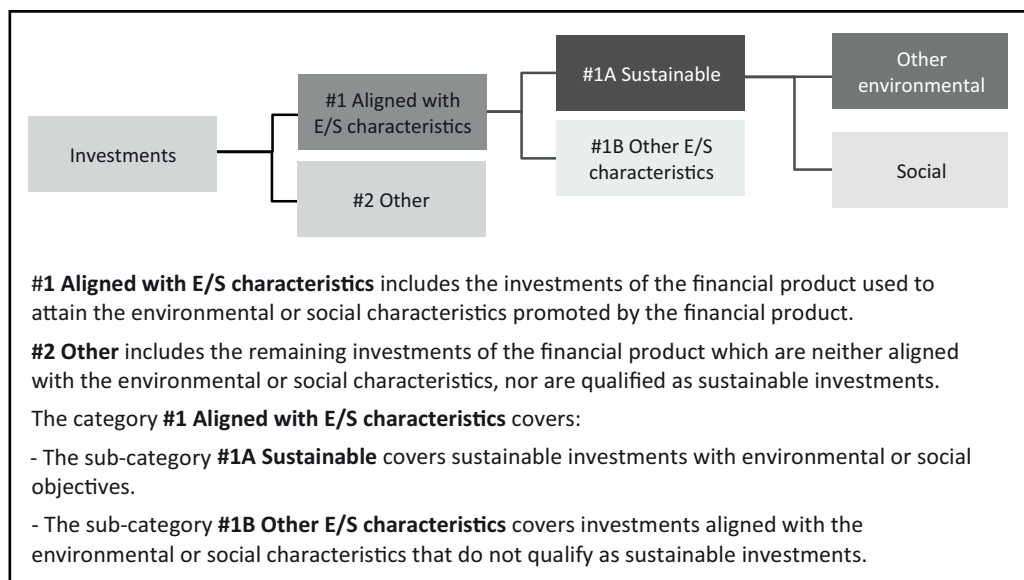 Investments
#1 Aligned with
E/S characteristics
#2 Other
#1A Sustainable
#1B Other E/S
characteristics
Other
environmental
Social
#1 Aligned with E/S characteristics includes the investments of the financial product used to
attain the environmental or social characteristics promoted by the financial product.
#2 Other includes the remaining investments of the financial product which are neither aligned
with the environmental or social characteristics, nor are qualified as sustainable investments.
The category #1 Aligned with E/S characteristics covers:
- The sub-category #1A Sustainable covers sustainable investments with environmental or social
objectives.
- The sub-category #1B Other E/S characteristics covers investments aligned with the
environmental or social characteristics that do not qualify as sustainable investments.